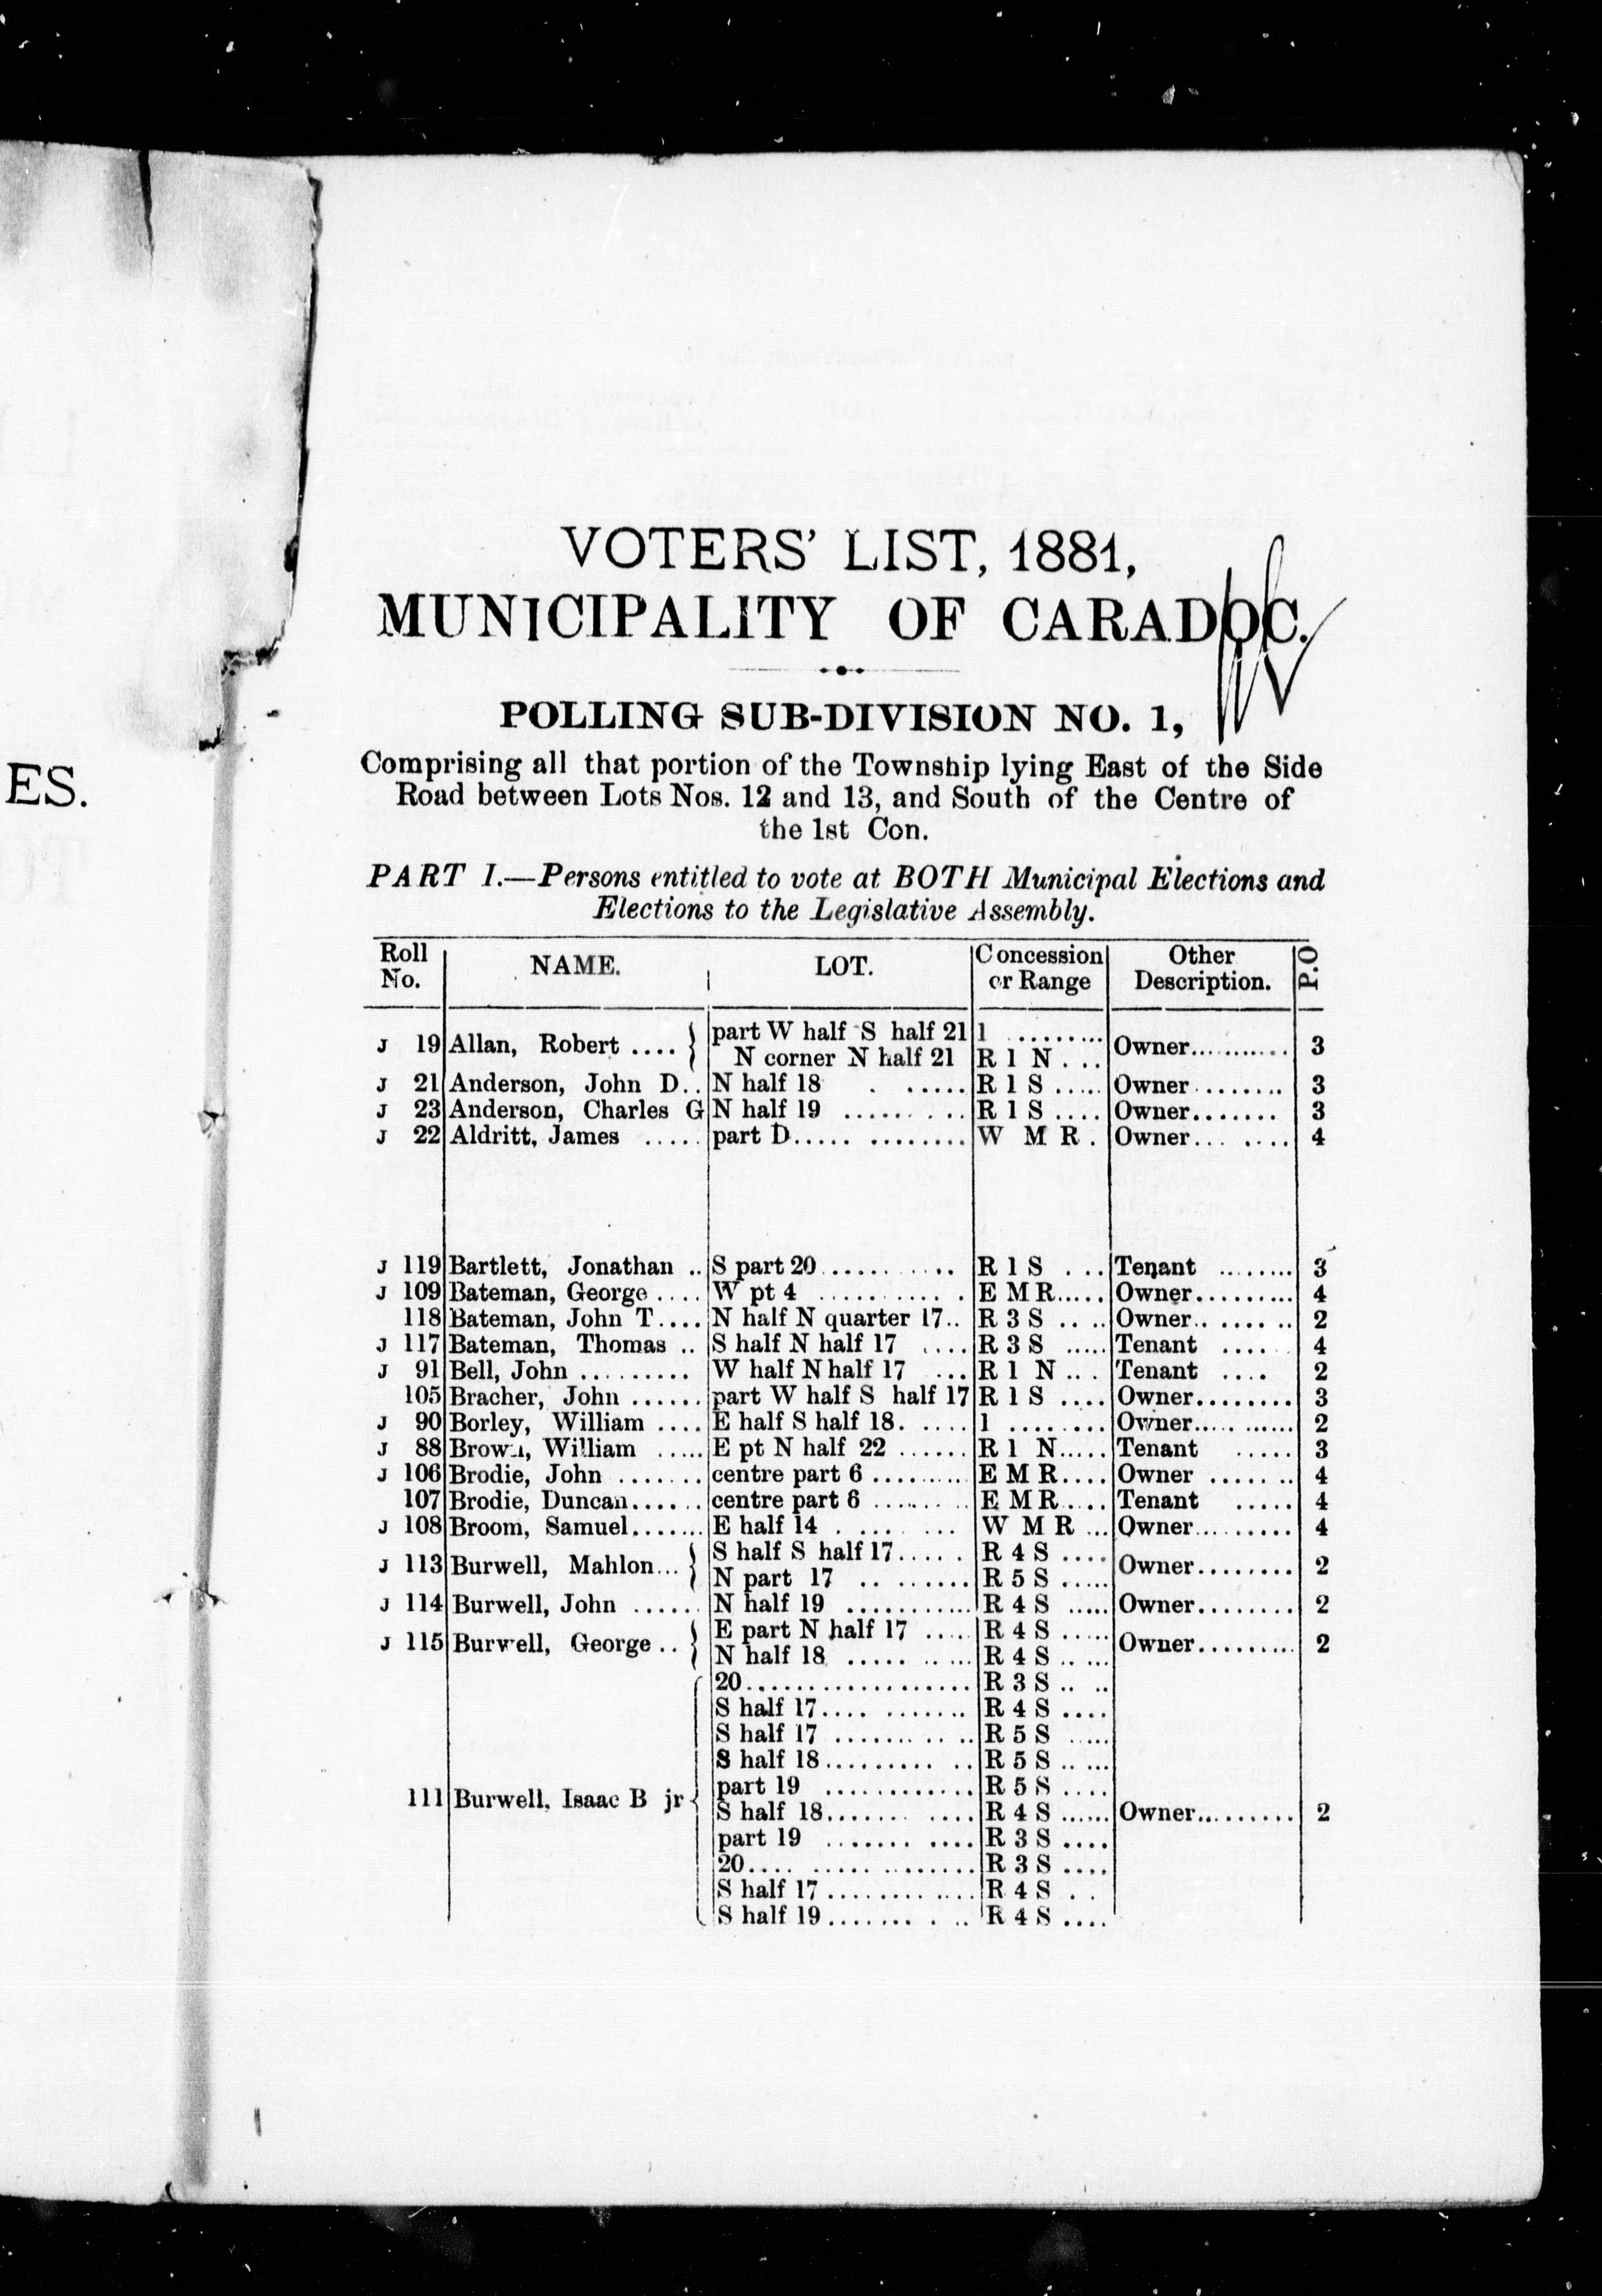 ES.
VOTERS' LIST, 1881,
MUNICIPALITY OF CARADOC.
POLLING SUB-DIVISION NO. 1,
Comprising all that portion of the Township lying East of the Side
Road between Lots Nos. 12 and 13, and South of the Centre of
the 1st Con.
PART I.—Persons entitled to vote at BOTH Municipal Elections and
Elections to the Legislative Assembly.
Roll No. NAME. LOT. Concession or Range Other Description. P.O
J 19 Allan, Robert .... { part W half S half 21 1 ......... Owner.......... 3
N corner N half 21 R 1 N ...
J 21 Anderson, John D.. N half 18 ...... R 1 S ..... Owner ........ 3
J 23 Anderson, Charles G N half 19 ......... R 1 S .... Owner....... 3
J 22 Aldritt, James ..... part D............. W M R . Owner... .... 4
J 119 Bartlett, Jonathan .. S part 20........... R 1 S ... Tenant ........ 3
J 109 Bateman, George .... W pt 4 ........... E M R..... Owner......... 4
118 Bateman, John T.... N half N quarter 17.. R 3 S .... Owner........ 2
J 117 Bateman, Thomas .. S half N half 17 .... R 3 S ..... Tenant .... 4
J 91 Bell, John ......... W half N half 17 ... R 1 N ... Tenant .... 2
105 Bracher, John ...... part W half S half 17 R 1 S .... Owner........ 3
J 90 Borley, William .... E half S half 18..... 1 ........ Owner........... 2
J 88 Brown, William ..... E pt N half 22 ...... R 1 N..... Tenant ..... 3
J 106 Brodie, John ....... centre part 6 ......... E M R.... Owner ....... 4
107 Brodie, Duncan...... centre part 6 ........ E M R..... Tenant ..... 4
J 108 Broom, Samuel....... E half 14 ........ W M R ... Owner......... 4
J 113 Burwell, Mahlon... { S half S half 17..... R 4 S .... Owner........ 2
N part 17 ......... R 5 S .....
J 114 Burwell, John ...... N half 19 ........... R 4 S ..... Owner........ 2
J 115 Burwell, George .. { E part N half 17 .... R 4 S ..... Owner......... 2
N half 18 .......... R 4 S .....
20................... R 3 S ....
S half 17........... R 4 S ....
S half 17 ........... R 5 S .....
S half 18........... R 5 S .....
part 19 ............ R 5 S ....
111 Burwell, Isaac B jr { S half 18........... R 4 S ...... Owner......... 2
part 19 ........... R 3 S ....
20................. R 3 S ....
S half 17............ R 4 S ..
S half 19.......... R 4 S ....